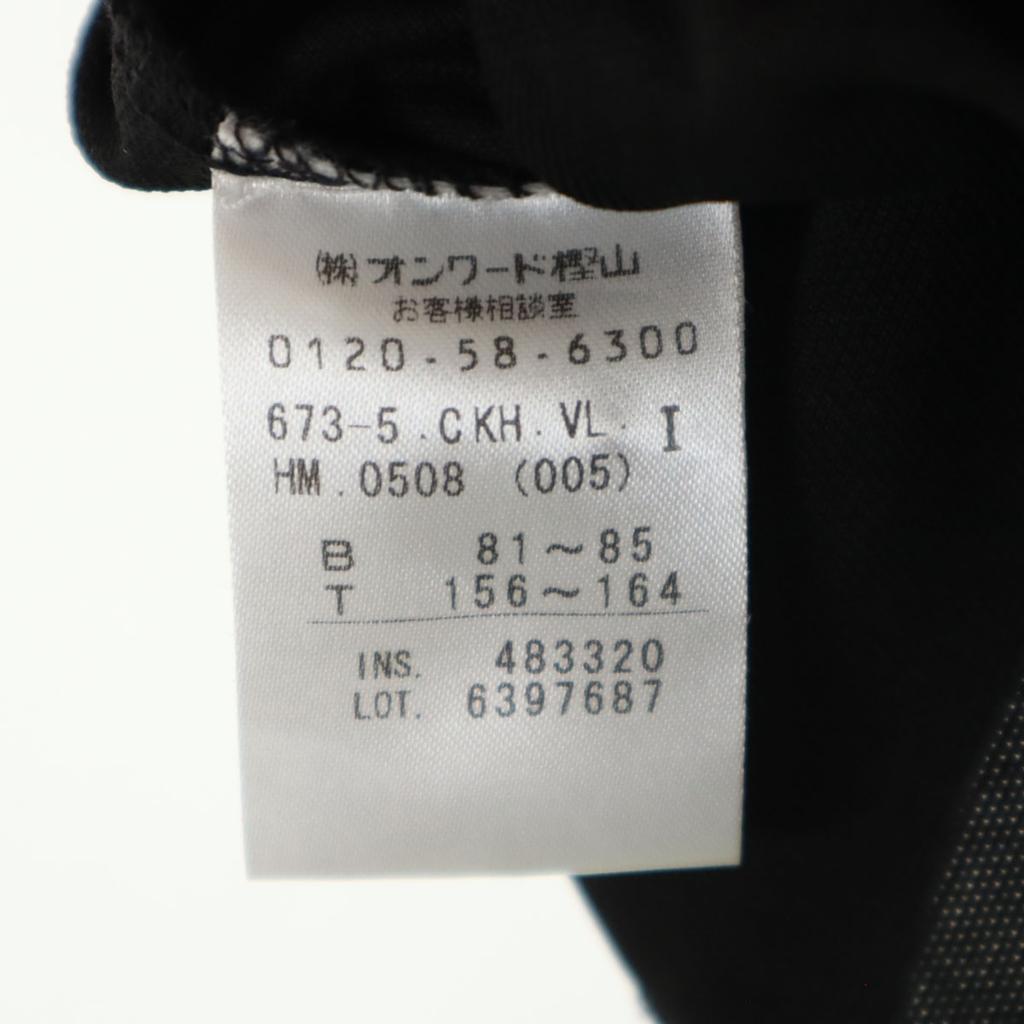 ㈱オンワード樫山
お客様相談室
0120-58-6300
673-5.CKH.VL. I
HM.0508 (005)
B 81～85
T 156～164
INS. 483320
LOT. 6397687